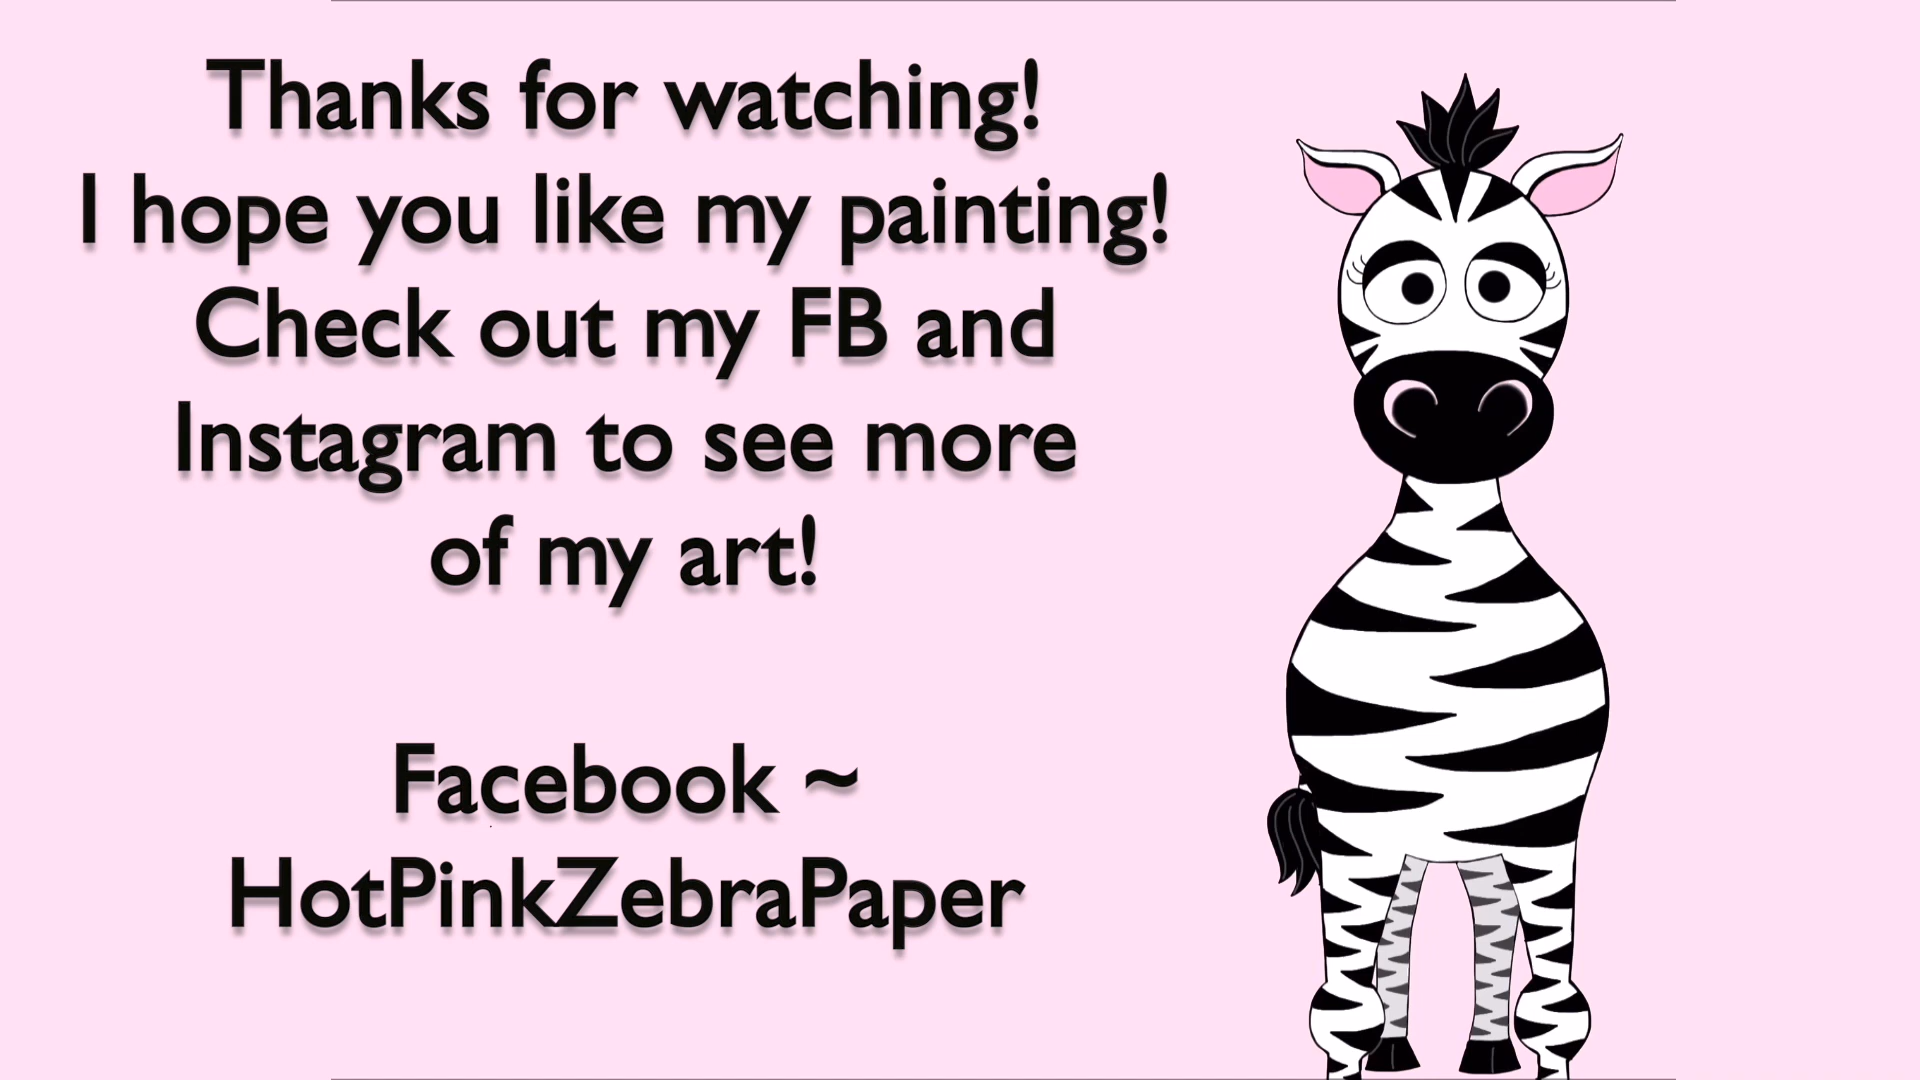 Thanks for watching!
I hope you like my painting!
Check out my FB and
Instagram to see more
of my art!
Facebook ~
HotPinkZebraPaper